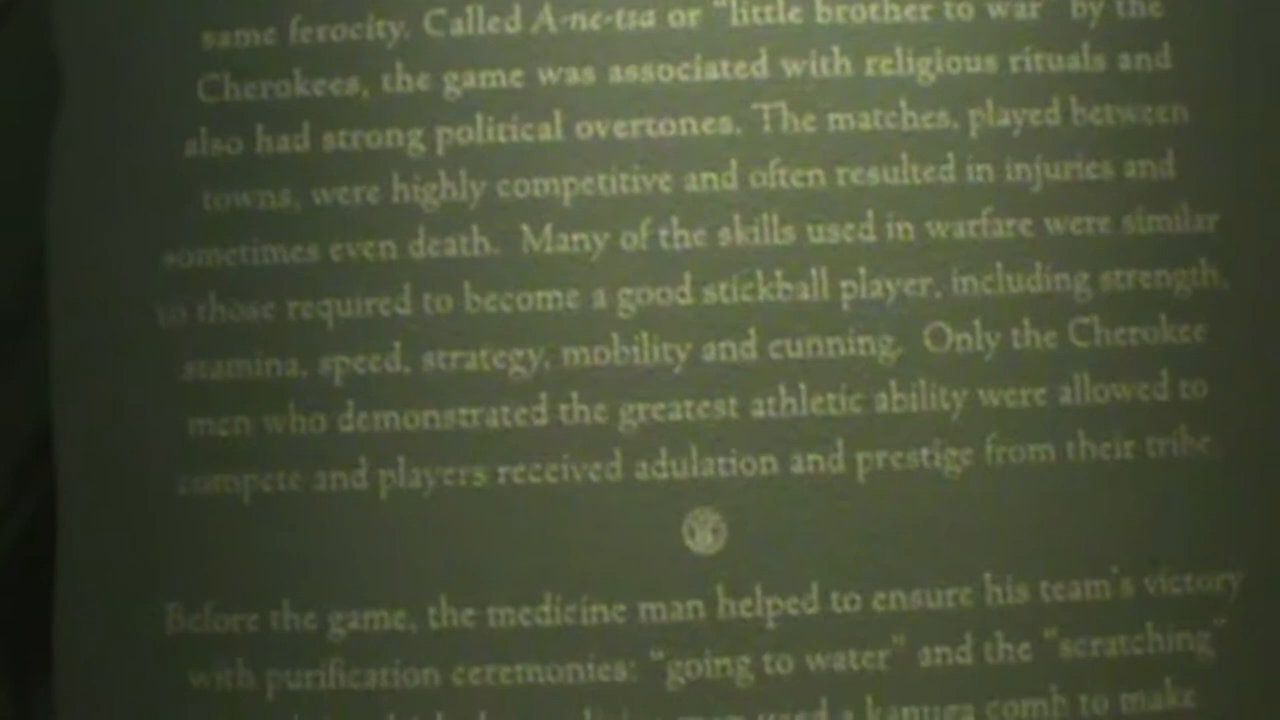 same ferocity. Called A-ne-tsa or "little brother to war" by the
Cherokees, the game was associated with religious rituals and
also had strong political overtones. The matches, played between
towns, were highly competitive and often resulted in injuries and
sometimes even death. Many of the skills used in warfare were similar
to those required to become a good stickball player, including strength,
stamina, speed, strategy, mobility and cunning. Only the Cherokee
men who demonstrated the greatest athletic ability were allowed to
compete and players received adulation and prestige from their tribe.
Before the game, the medicine man helped to ensure his team's victory
with purification ceremonies: "going to water" and the "scratching"
used a kanuga comb to make